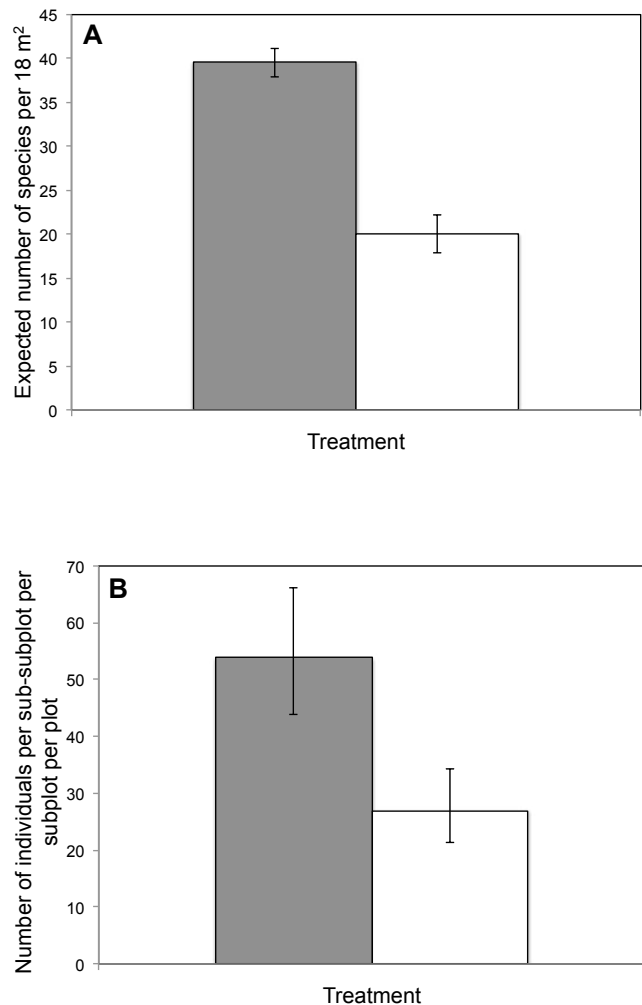 A
Expected number of species per 18 m²
45
40
35
30
25
20
15
10
5
0
Treatment
B
Number of individuals per sub-subplot per
subplot per plot
70
60
50
40
30
20
10
0
Treatment